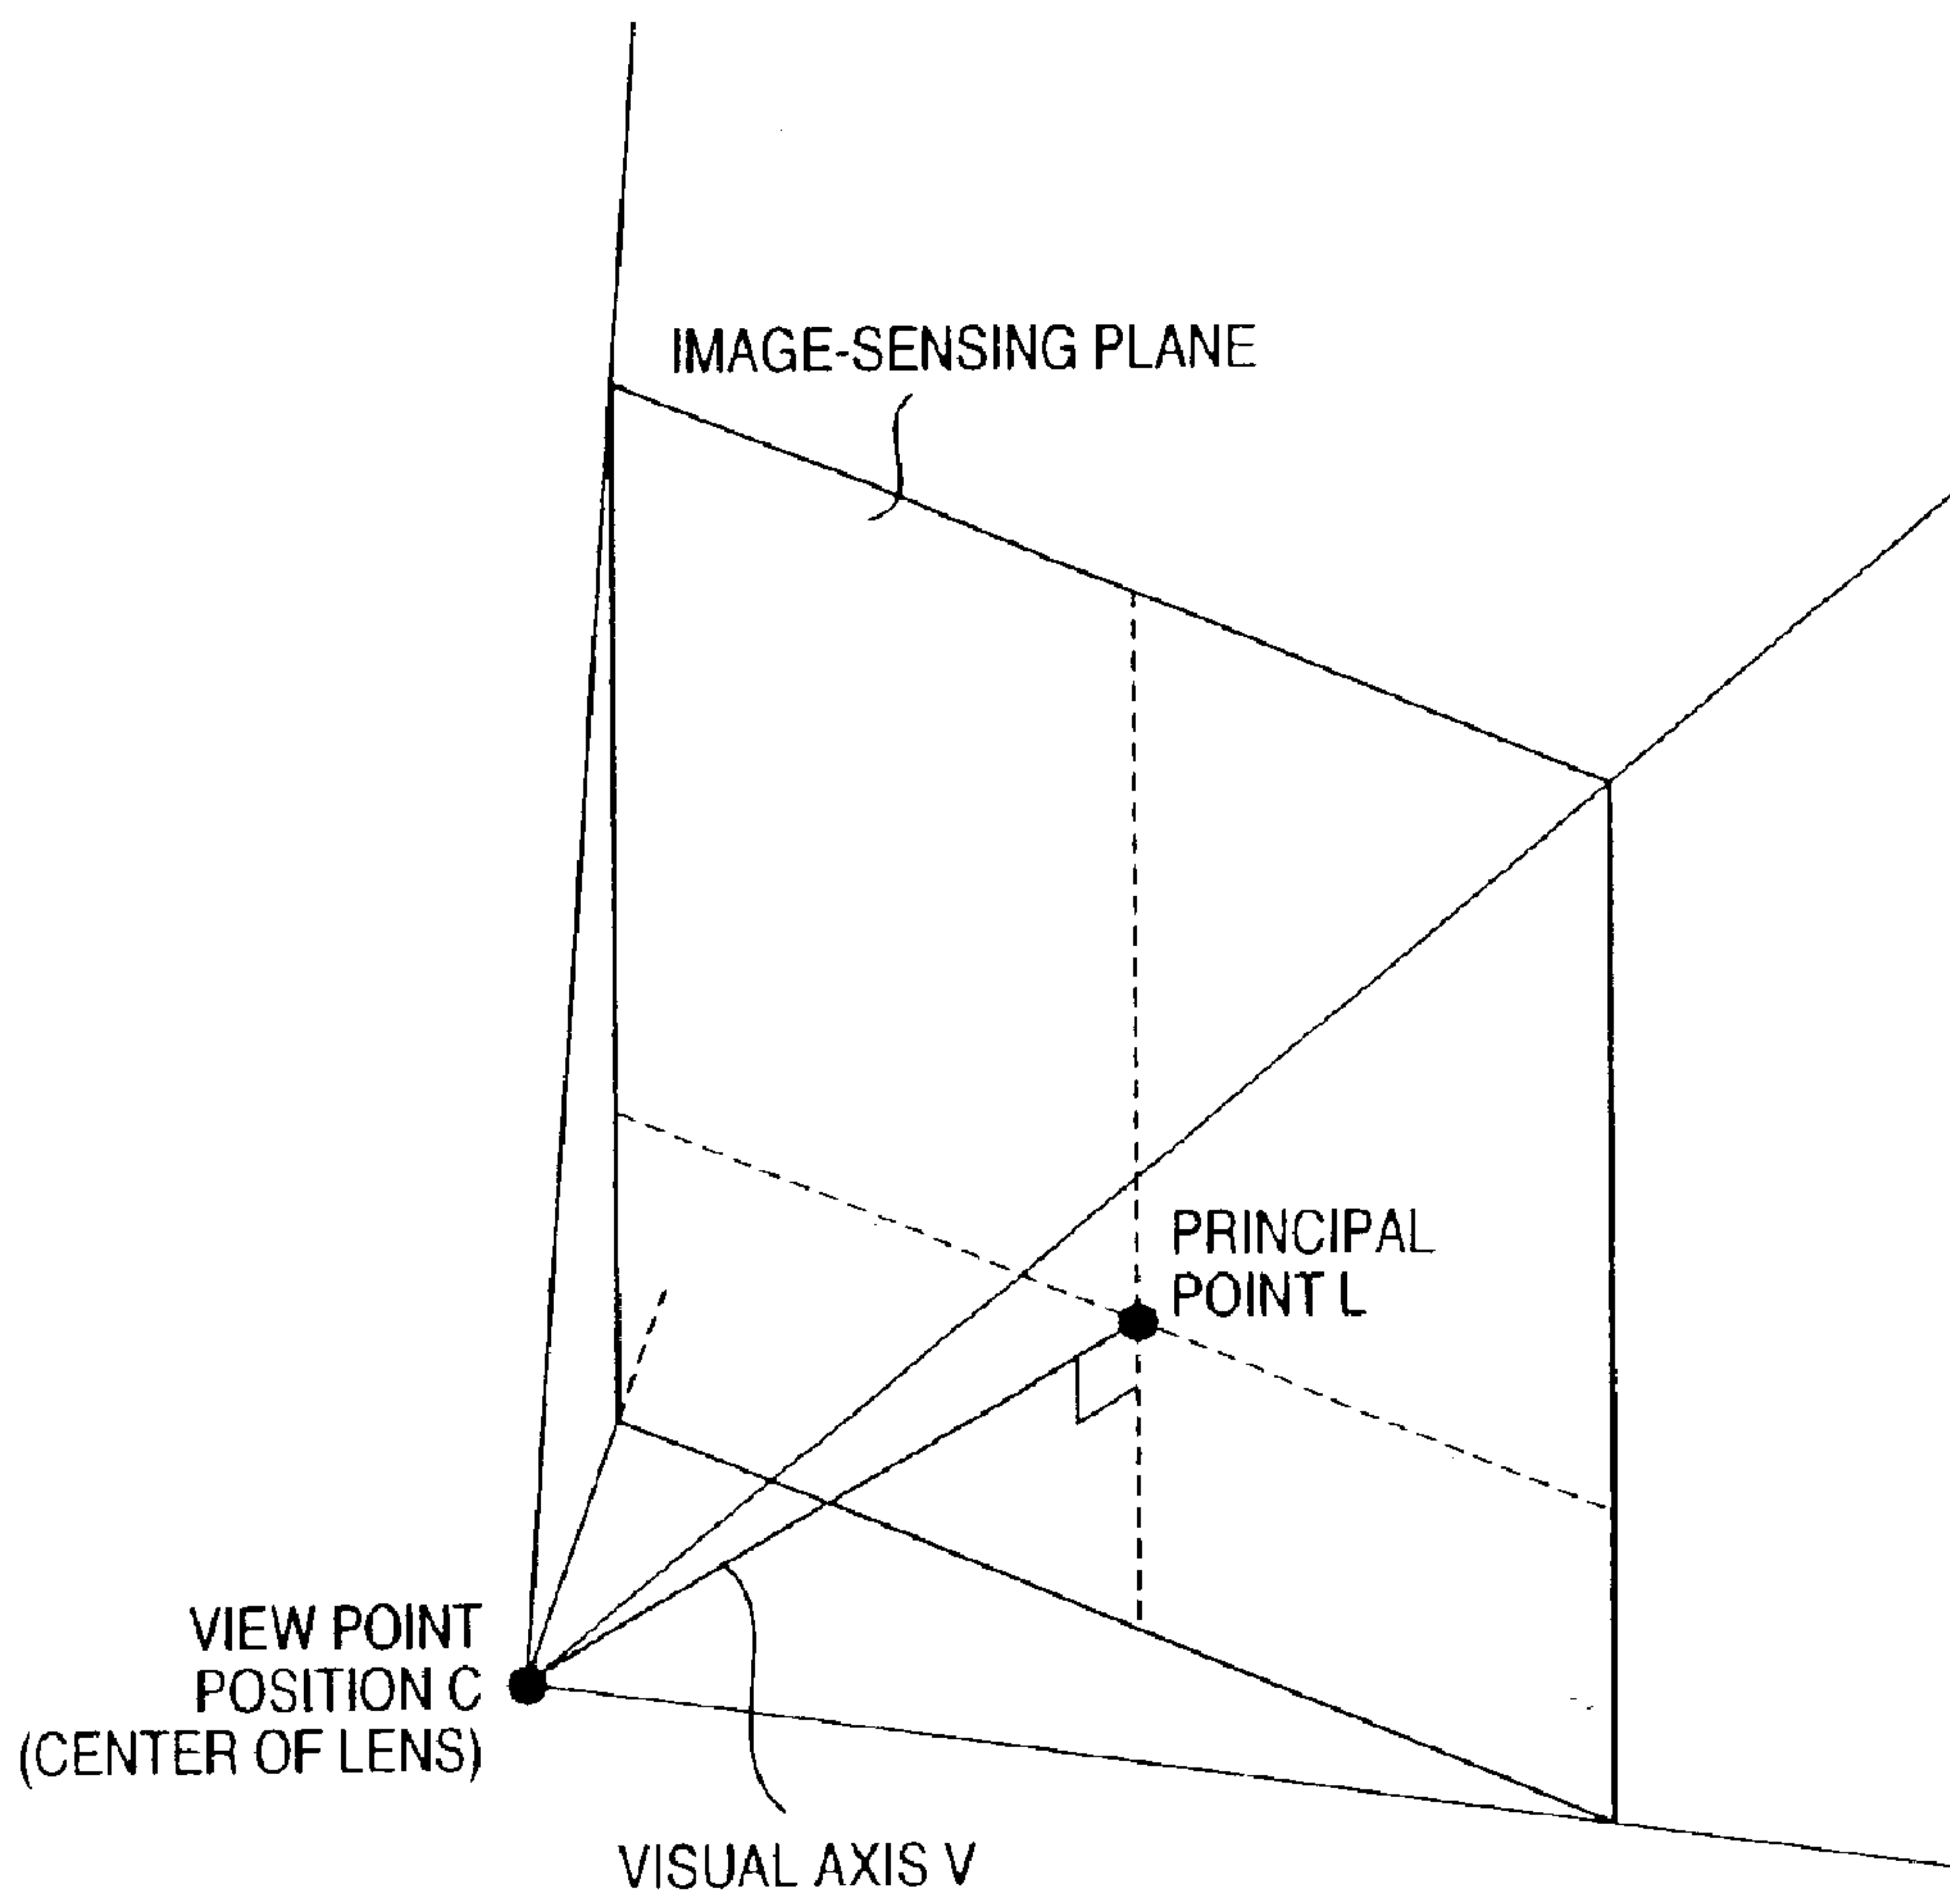 IMAGE-SENSING PLANE
PRINCIPAL
POINT L
VIEW POINT
POSITION C
(CENTER OF LENS)
VISUAL AXIS V